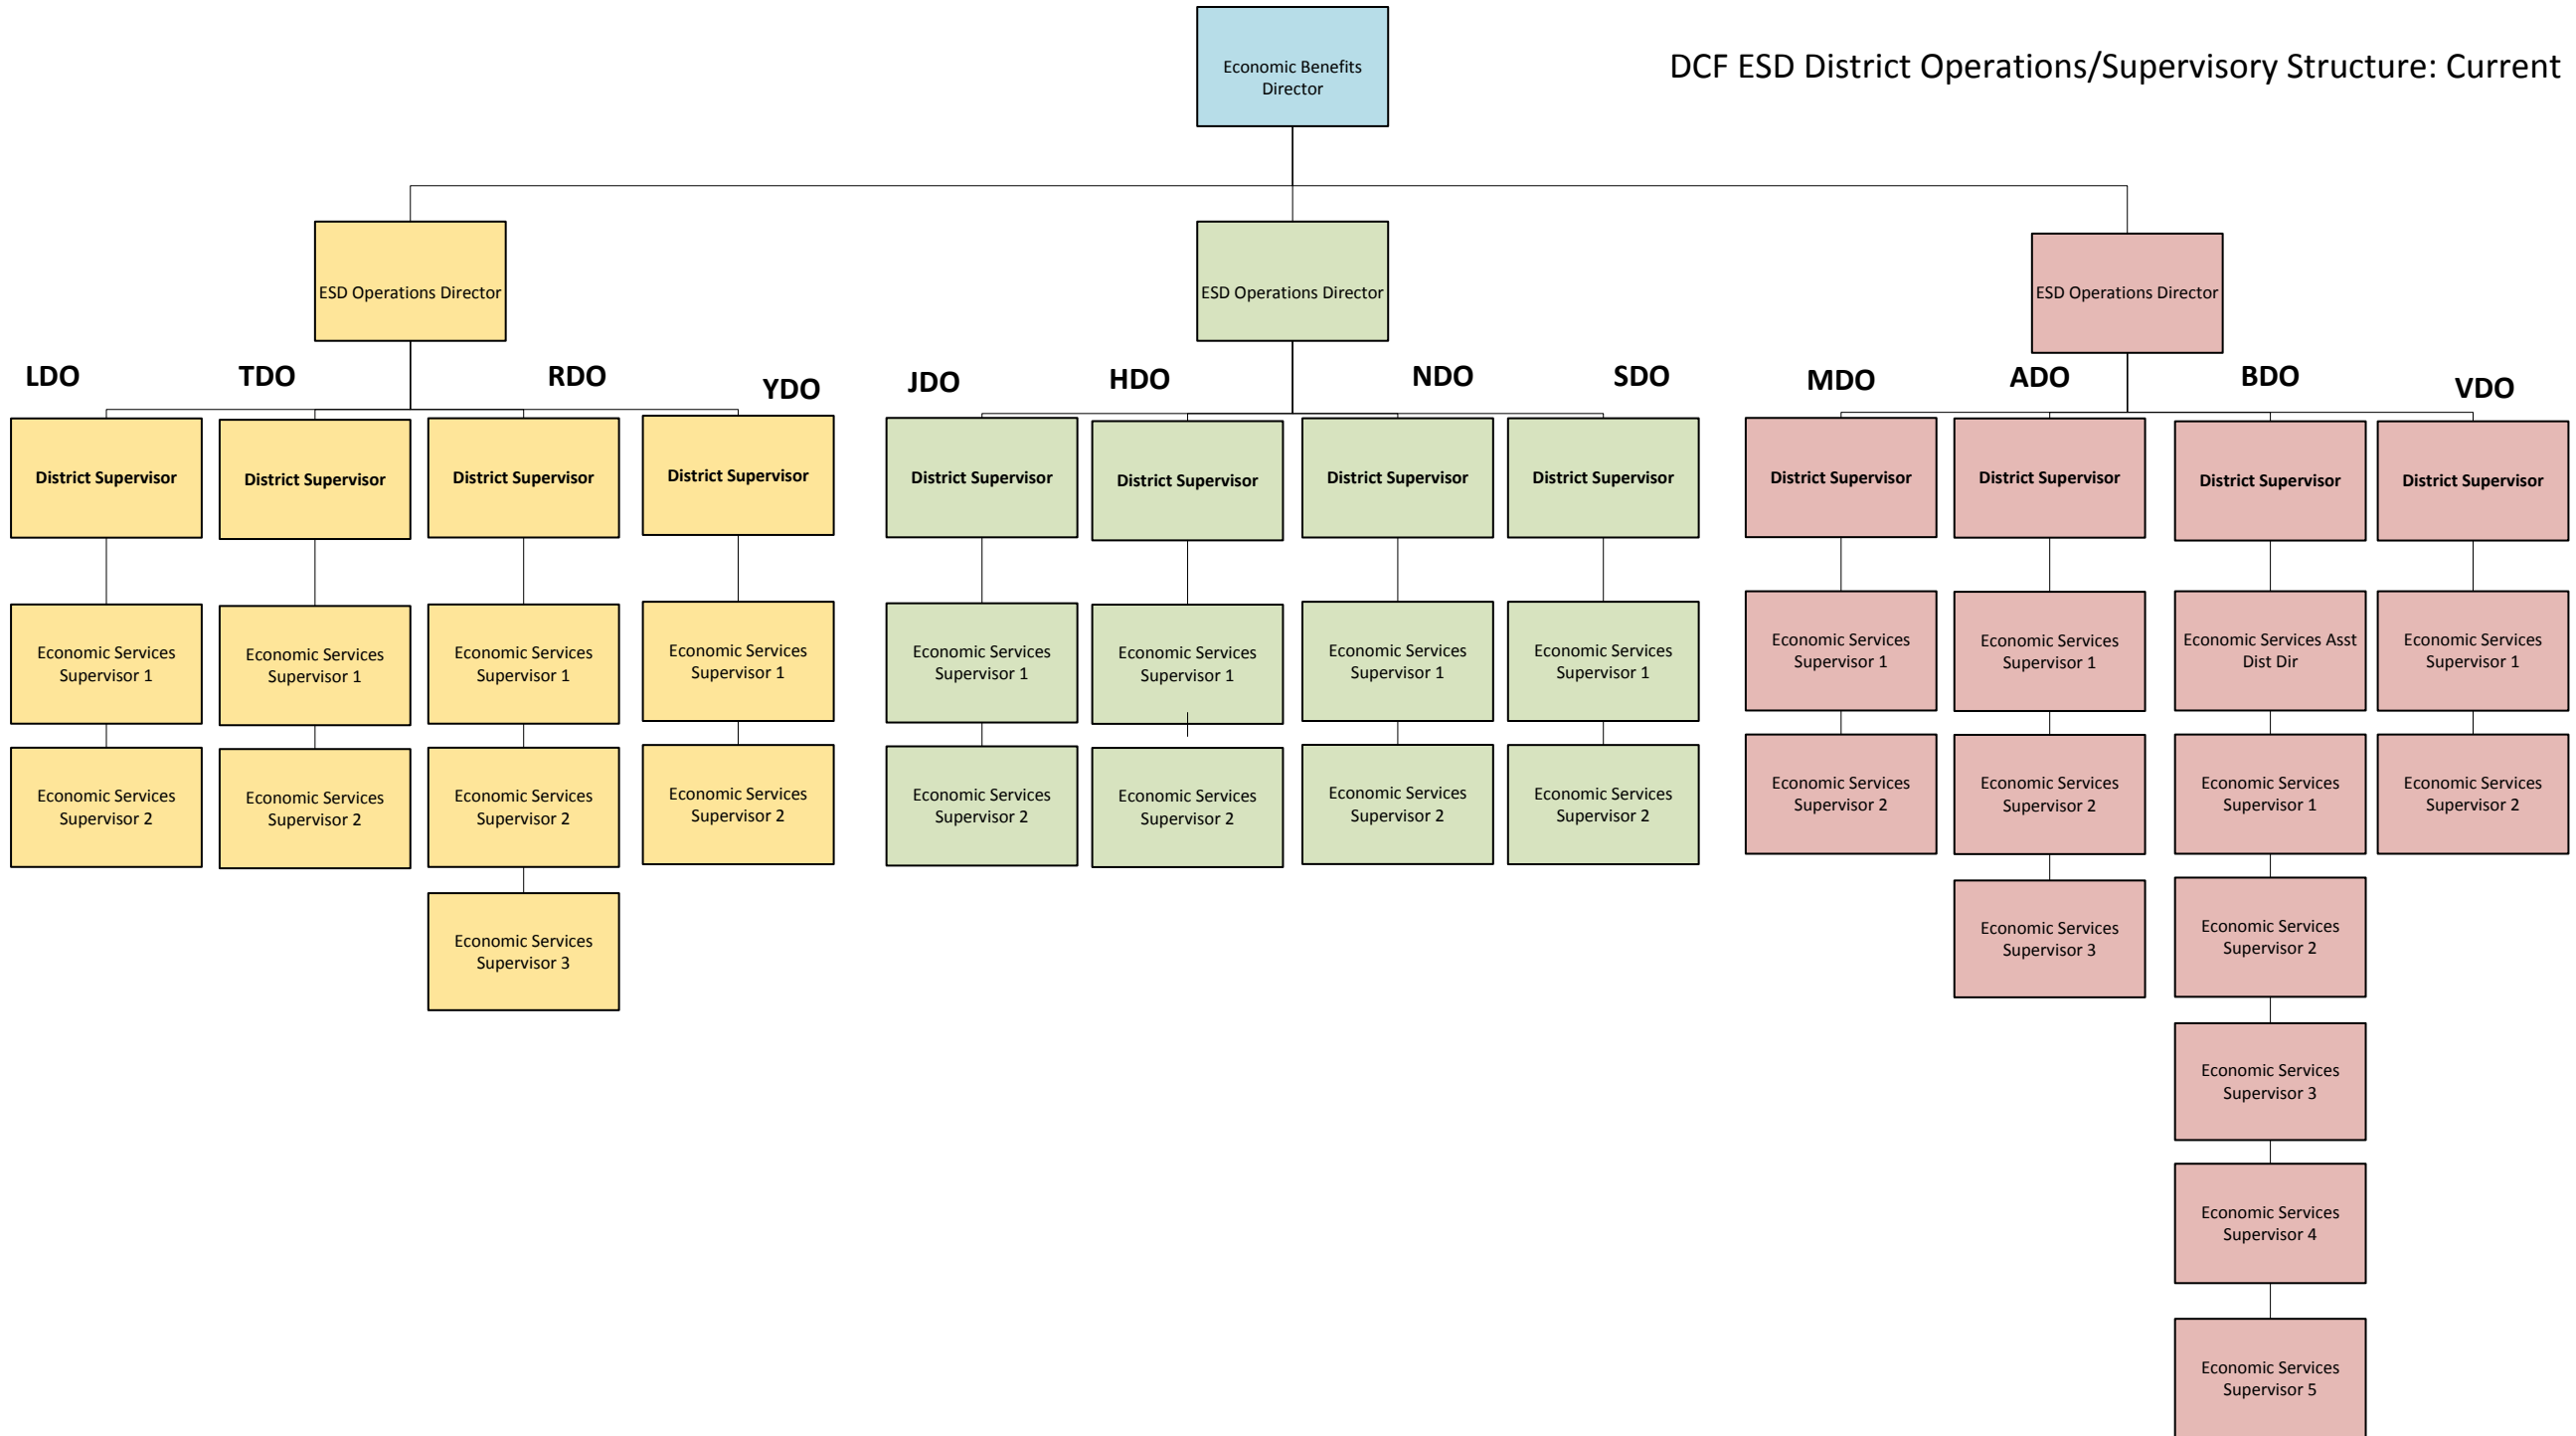 Economic Benefits
Director
DCF ESD District Operations/Supervisory Structure: Current
ESD Operations Director
ESD Operations Director
ESD Operations Director
LDO
TDO
RDO
YDO
JDO
HDO
NDO
SDO
MDO
ADO
BDO
VDO
District Supervisor
District Supervisor
District Supervisor
District Supervisor
District Supervisor
District Supervisor
District Supervisor
District Supervisor
District Supervisor
District Supervisor
District Supervisor
District Supervisor
Economic Services
Supervisor 1
Economic Services
Supervisor 1
Economic Services
Supervisor 1
Economic Services
Supervisor 1
Economic Services
Supervisor 1
Economic Services
Supervisor 1
Economic Services
Supervisor 1
Economic Services
Supervisor 1
Economic Services
Supervisor 1
Economic Services
Supervisor 1
Economic Services Asst
Dist Dir
Economic Services
Supervisor 1
Economic Services
Supervisor 2
Economic Services
Supervisor 2
Economic Services
Supervisor 2
Economic Services
Supervisor 2
Economic Services
Supervisor 2
Economic Services
Supervisor 2
Economic Services
Supervisor 2
Economic Services
Supervisor 2
Economic Services
Supervisor 2
Economic Services
Supervisor 2
Economic Services
Supervisor 1
Economic Services
Supervisor 2
Economic Services
Supervisor 3
Economic Services
Supervisor 3
Economic Services
Supervisor 2
Economic Services
Supervisor 3
Economic Services
Supervisor 4
Economic Services
Supervisor 5